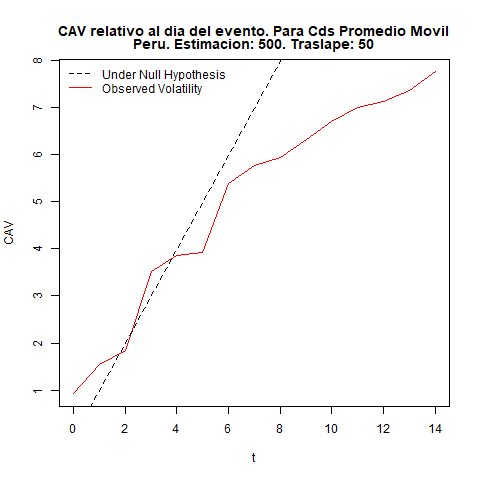 CAV relativo al dia del evento. Para Cds Promedio Movil
Peru. Estimacion: 500. Traslape: 50
Under Null Hypothesis
Observed Volatility
CAV
8
7
6
5
4
3
2
1
0 2 4 6 8 10 12 14
t